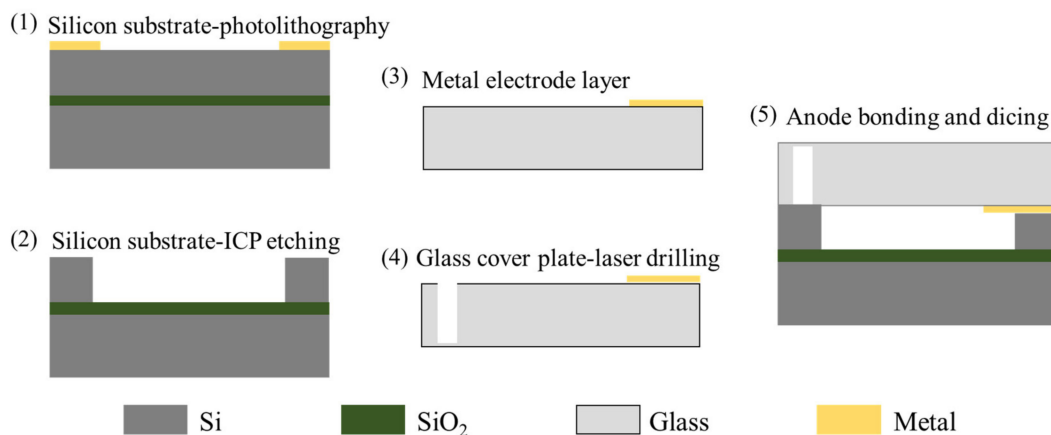 (1) Silicon substrate-photolithography
(2) Silicon substrate-ICP etching
(3) Metal electrode layer
(4) Glass cover plate-laser drilling
(5) Anode bonding and dicing
Si
SiO₂
Glass
Metal